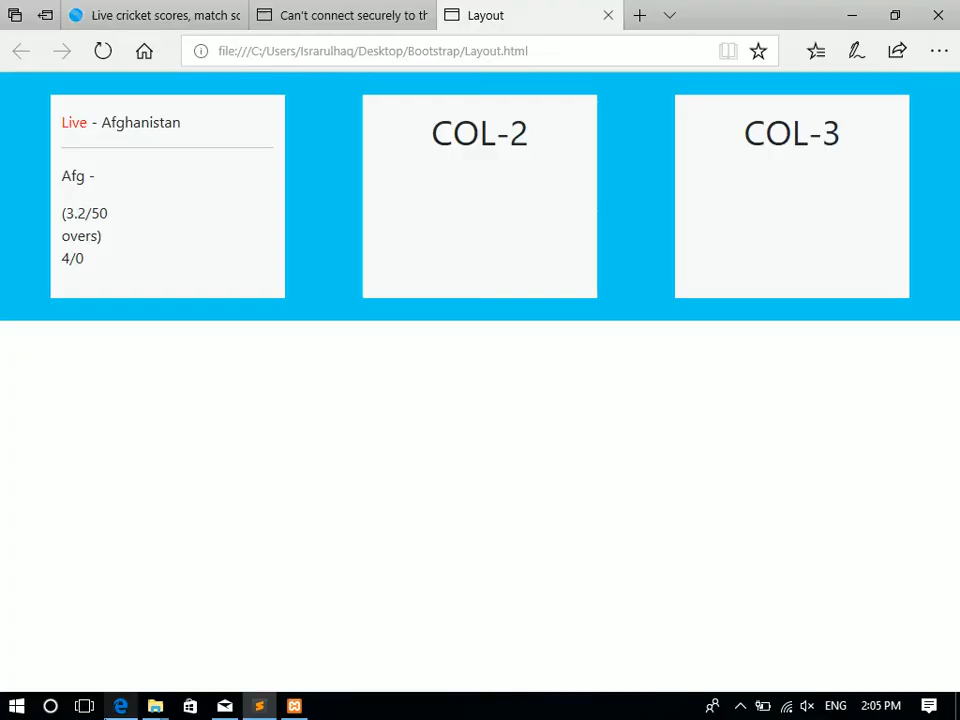 Live cricket scores, match sc
Can't connect securely to th
Layout
file:///C:/Users/Israrulhaq/Desktop/Bootstrap/Layout.html
Live - Afghanistan
Afg -
(3.2/50
overs)
4/0
COL-2
COL-3
ENG
2:05 PM